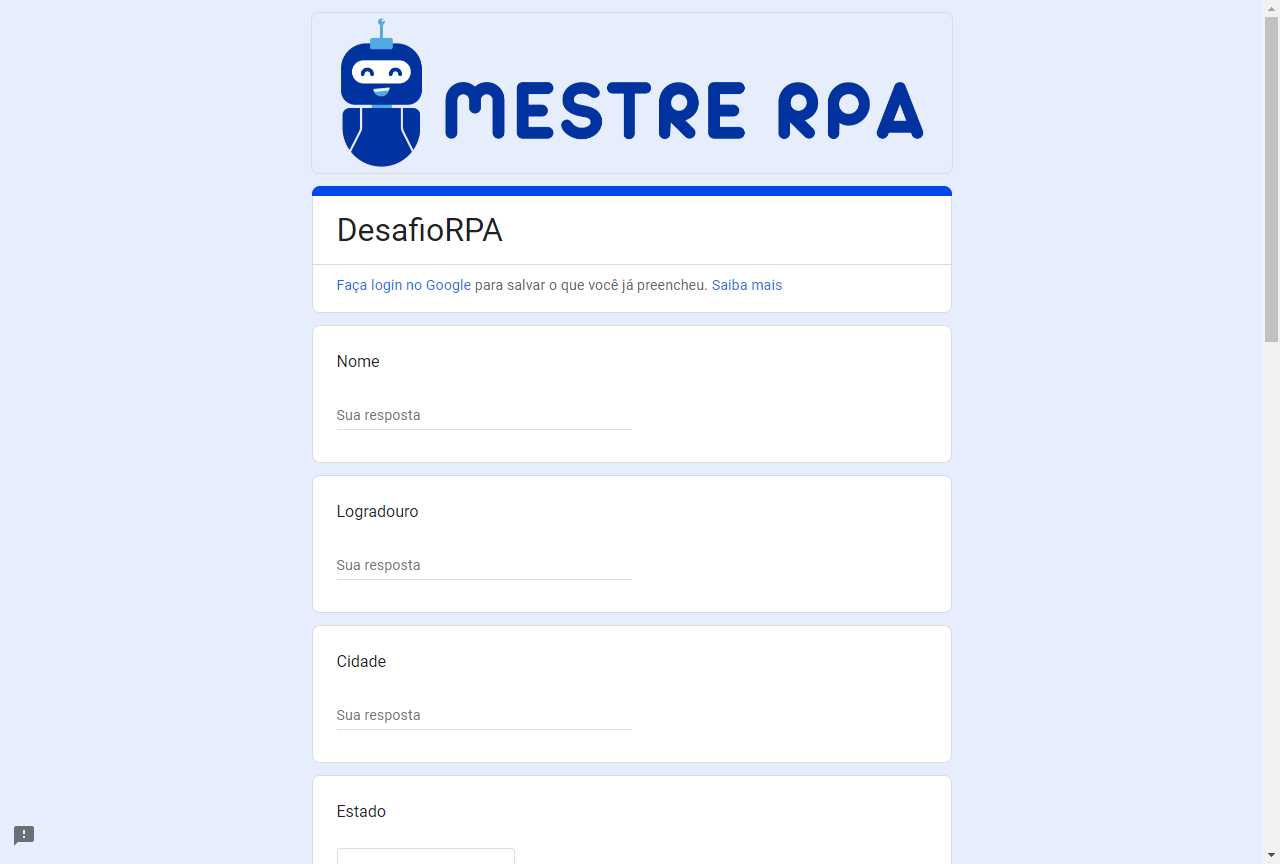 MESTRE RPA
DesafioRPA
Faça login no Google para salvar o que você já preencheu. Saiba mais
Nome
Sua resposta
Logradouro
Sua resposta
Cidade
Sua resposta
Estado